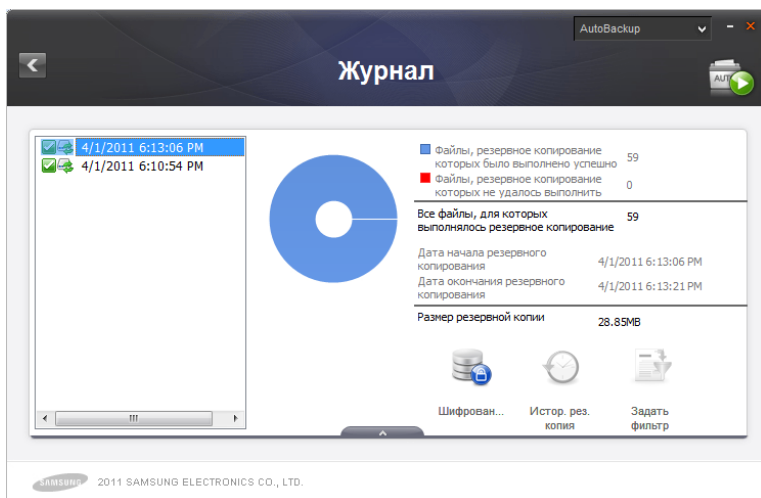 AutoBackup
Журнал
AUTO
4/1/2011 6:13:06 PM
4/1/2011 6:10:54 PM
Файлы, резервное копирование
которых было выполнено успешно 59
Файлы, резервное копирование
которых не удалось выполнить 0
Все файлы, для которых
выполнялось резервное копирование 59
Дата начала резервного
копирования 4/1/2011 6:13:06 PM
Дата окончания резервного
копирования 4/1/2011 6:13:21 PM
Размер резервной копии 28.85MB
Шифрован...
Истор. рез.
копия
Задать
фильтр
SAMSUNG 2011 SAMSUNG ELECTRONICS CO., LTD.